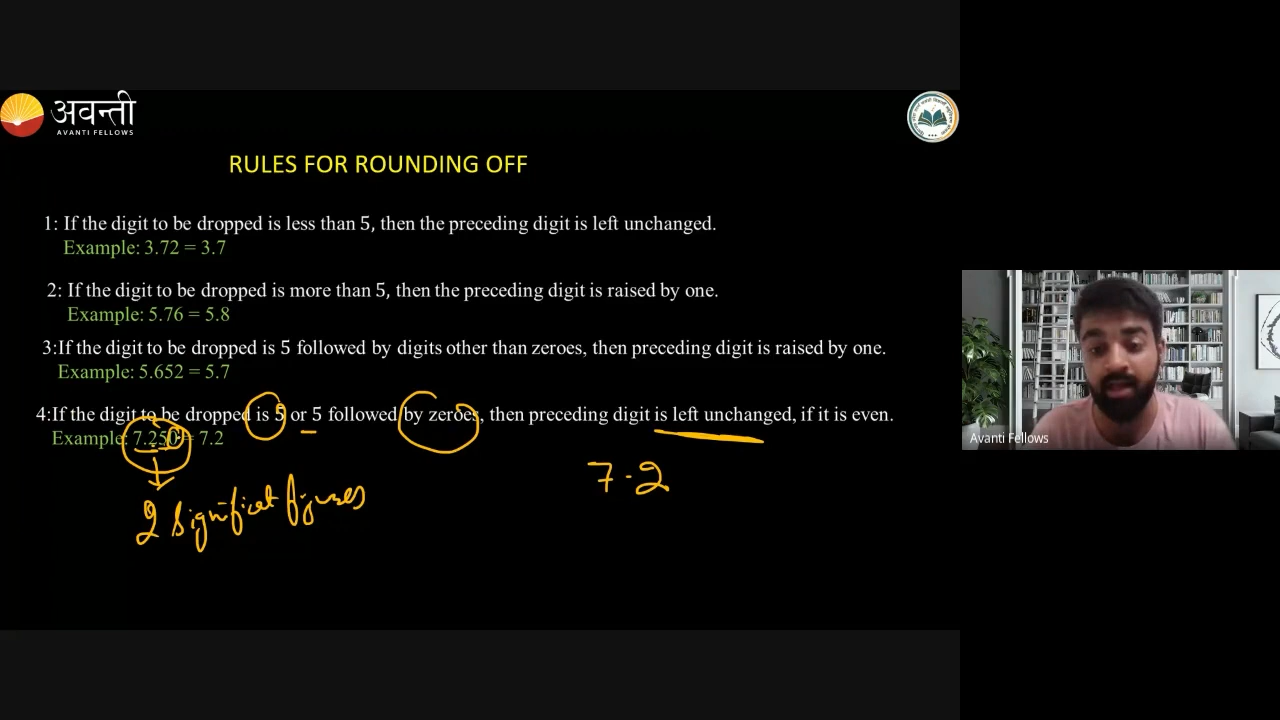 अवन्ती
AVANTI FELLOWS
RULES FOR ROUNDING OFF
1: If the digit to be dropped is less than 5, then the preceding digit is left unchanged.
Example: 3.72 = 3.7
2: If the digit to be dropped is more than 5, then the preceding digit is raised by one.
Example: 5.76 = 5.8
3:If the digit to be dropped is 5 followed by digits other than zeroes, then preceding digit is raised by one.
Example: 5.652 = 5.7
4:If the digit to be dropped is 5 or 5 followed by zeroes, then preceding digit is left unchanged, if it is even.
Example: 7.250 = 7.2
7.2
2 significat figures
Avanti Fellows